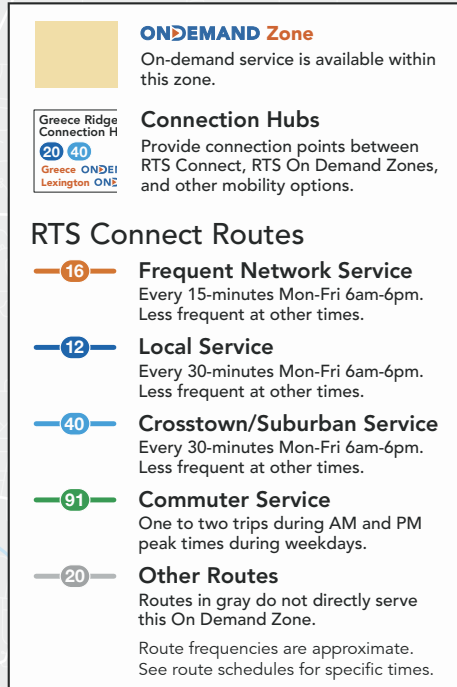 ONDEMAND Zone
On-demand service is available within
this zone.
Greece Ridge
Connection H
20 40
Greece ONDE
Lexington OND
Connection Hubs
Provide connection points between
RTS Connect, RTS On Demand Zones,
and other mobility options.
RTS Connect Routes
16
Frequent Network Service
Every 15-minutes Mon-Fri 6am-6pm.
Less frequent at other times.
12
Local Service
Every 30-minutes Mon-Fri 6am-6pm.
Less frequent at other times.
40
Crosstown/Suburban Service
Every 30-minutes Mon-Fri 6am-6pm.
Less frequent at other times.
91
Commuter Service
One to two trips during AM and PM
peak times during weekdays.
20
Other Routes
Routes in gray do not directly serve
this On Demand Zone.
Route frequencies are approximate.
See route schedules for specific times.